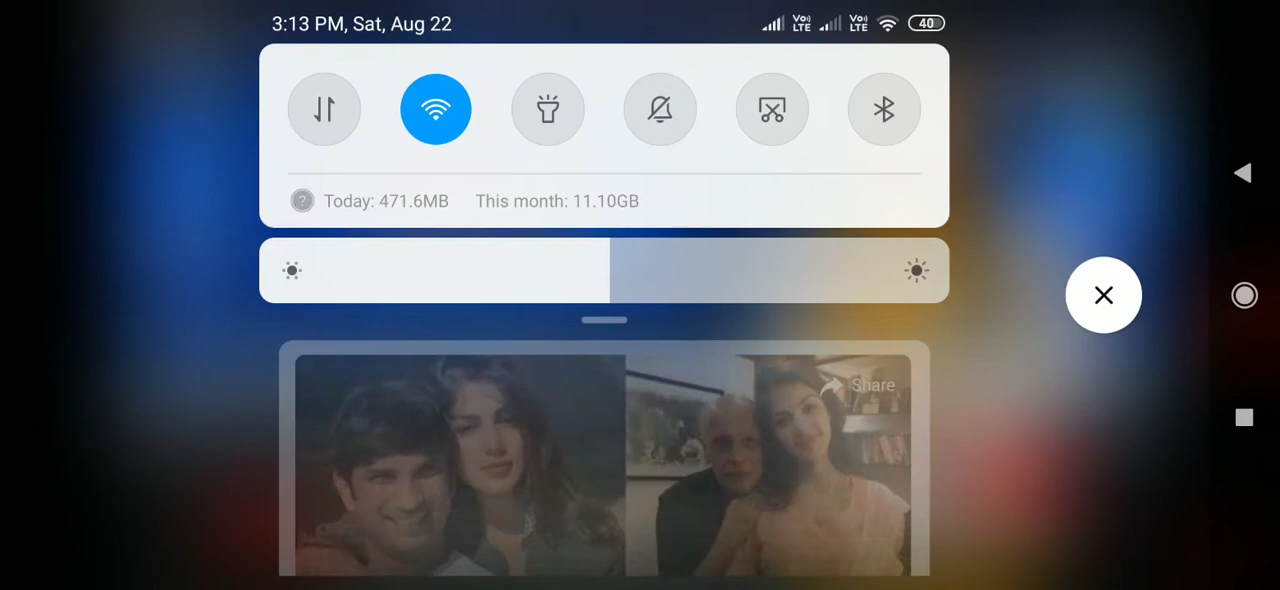 3:13 PM, Sat, Aug 22
Vo)) LTE Vo)) LTE 40
? Today: 471.6MB This month: 11.10GB
Share